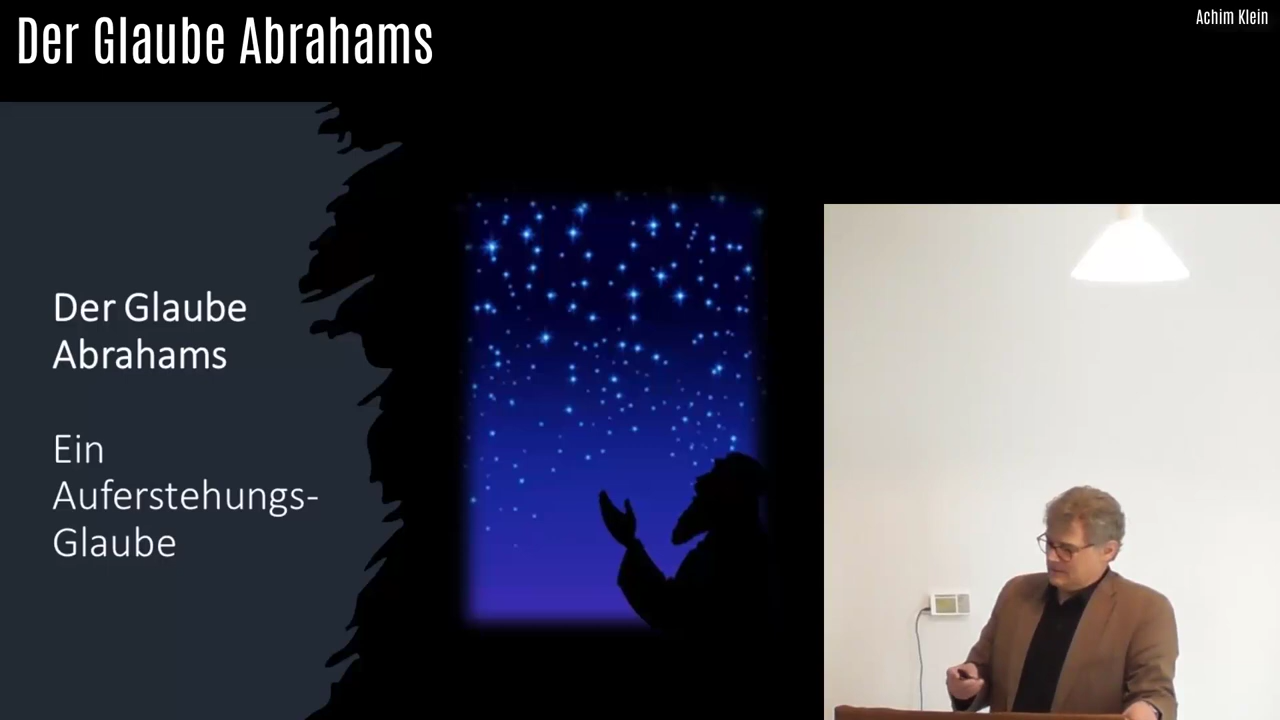 Der Glaube Abrahams
Achim Klein
Der Glaube
Abrahams
Ein
Auferstehungs-
Glaube